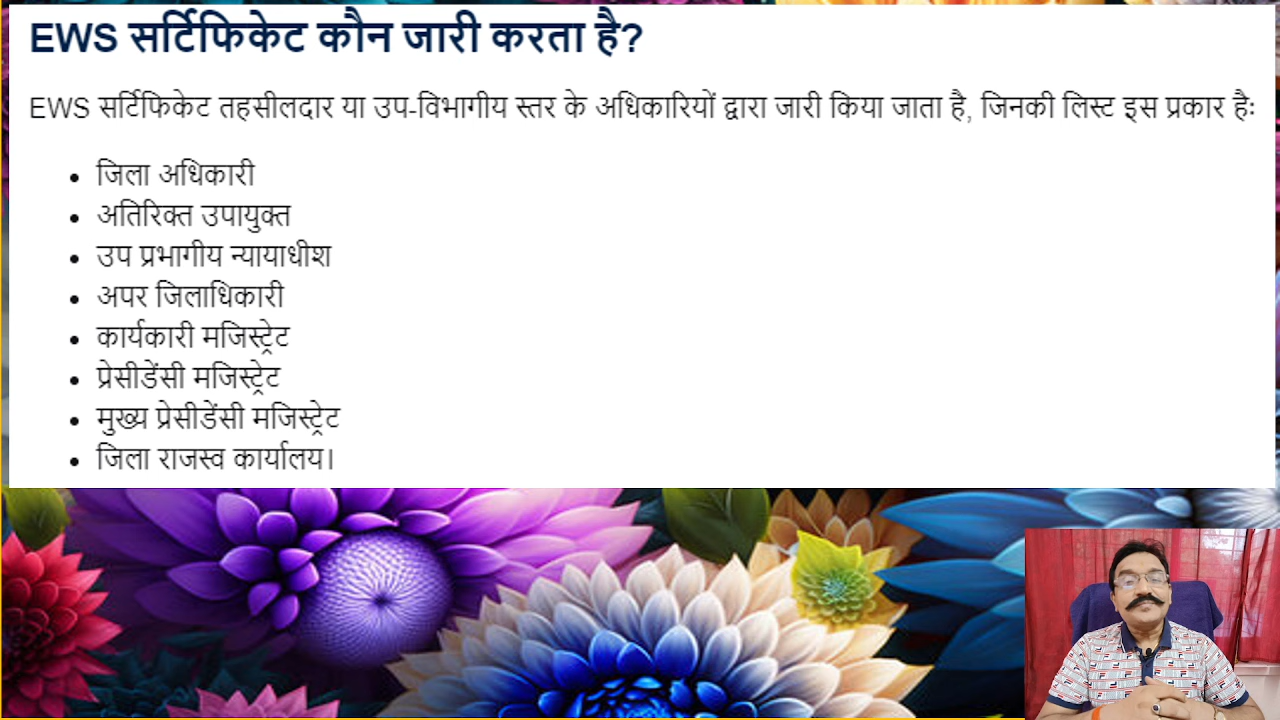 EWS सर्टिफिकेट कौन जारी करता है?
EWS सर्टिफिकेट तहसीलदार या उप-विभागीय स्तर के अधिकारियों द्वारा जारी किया जाता है, जिनकी लिस्ट इस प्रकार हैः
• जिला अधिकारी
• अतिरिक्त उपायुक्त
• उप प्रभागीय न्यायाधीश
• अपर जिलाधिकारी
• कार्यकारी मजिस्ट्रेट
• प्रेसीडेंसी मजिस्ट्रेट
• मुख्य प्रेसीडेंसी मजिस्ट्रेट
• जिला राजस्व कार्यालय।